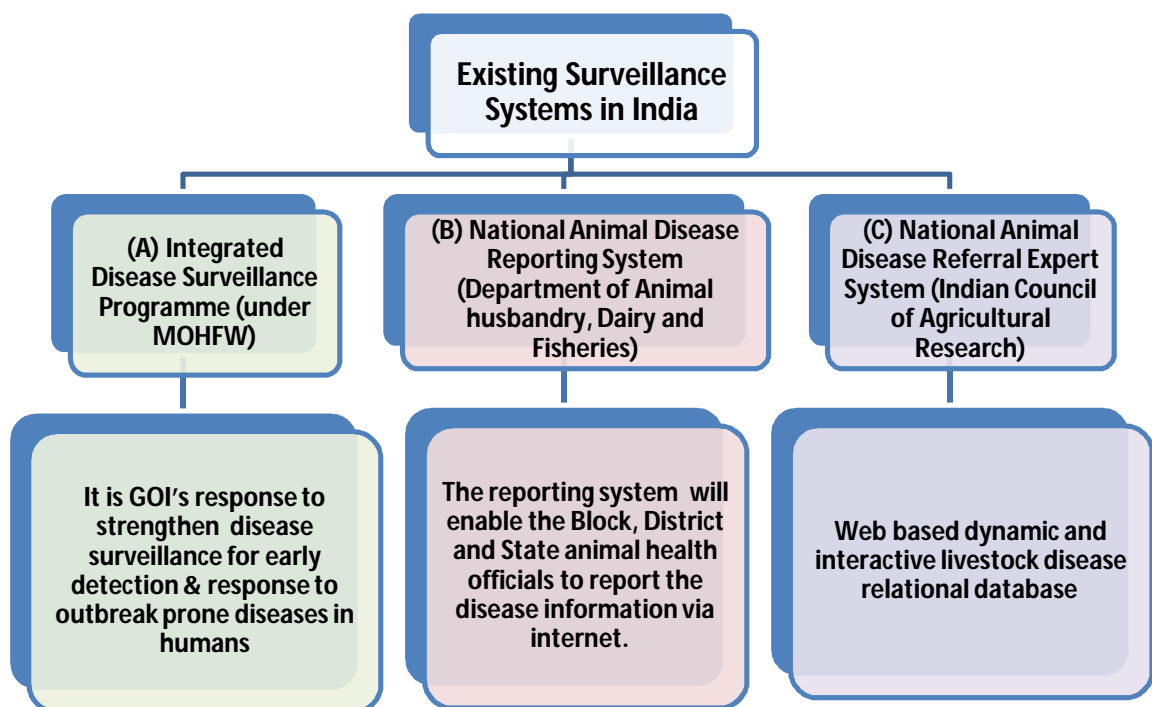 Existing Surveillance
Systems in India
(A) Integrated
Disease Surveillance
Programme (under
MOHFW)
(B) National Animal Disease
Reporting System
(Department of Animal
husbandry, Dairy and
Fisheries)
(C) National Animal
Disease Referral Expert
System (Indian Council
of Agricultural
Research)
It is GOI's response to
strengthen disease
surveillance for early
detection & response to
outbreak prone diseases in
humans
The reporting system will
enable the Block, District
and State animal health
officials to report the
disease information via
internet.
Web based dynamic and
interactive livestock disease
relational database